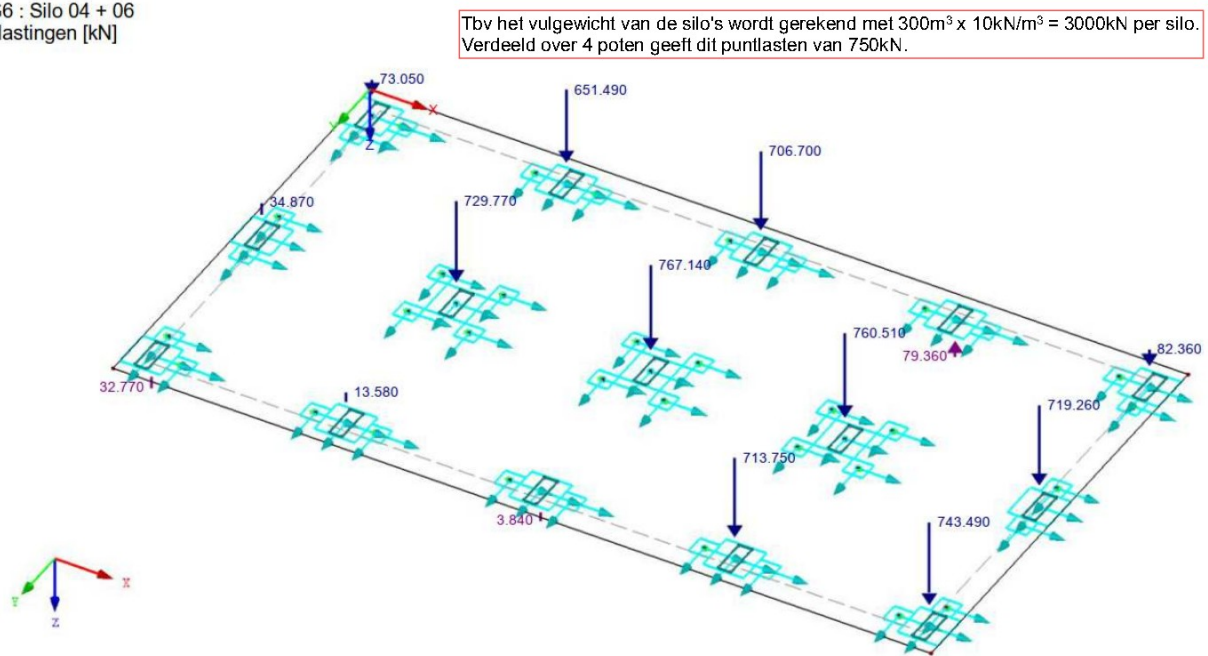 6 : Silo 04 + 06
lastingen [kN]
Tbv het vulgewicht van de silo's wordt gerekend met 300m³ x 10kN/m³ = 3000kN per silo.
Verdeeld over 4 poten geeft dit puntlasten van 750kN.
73.050
651.490
X
Y
Z
706.700
34.870
729.770
767.140
760.510
79.360
82.360
32.770
13.580
719.260
713.750
3.840
743.490
X
Y
Z